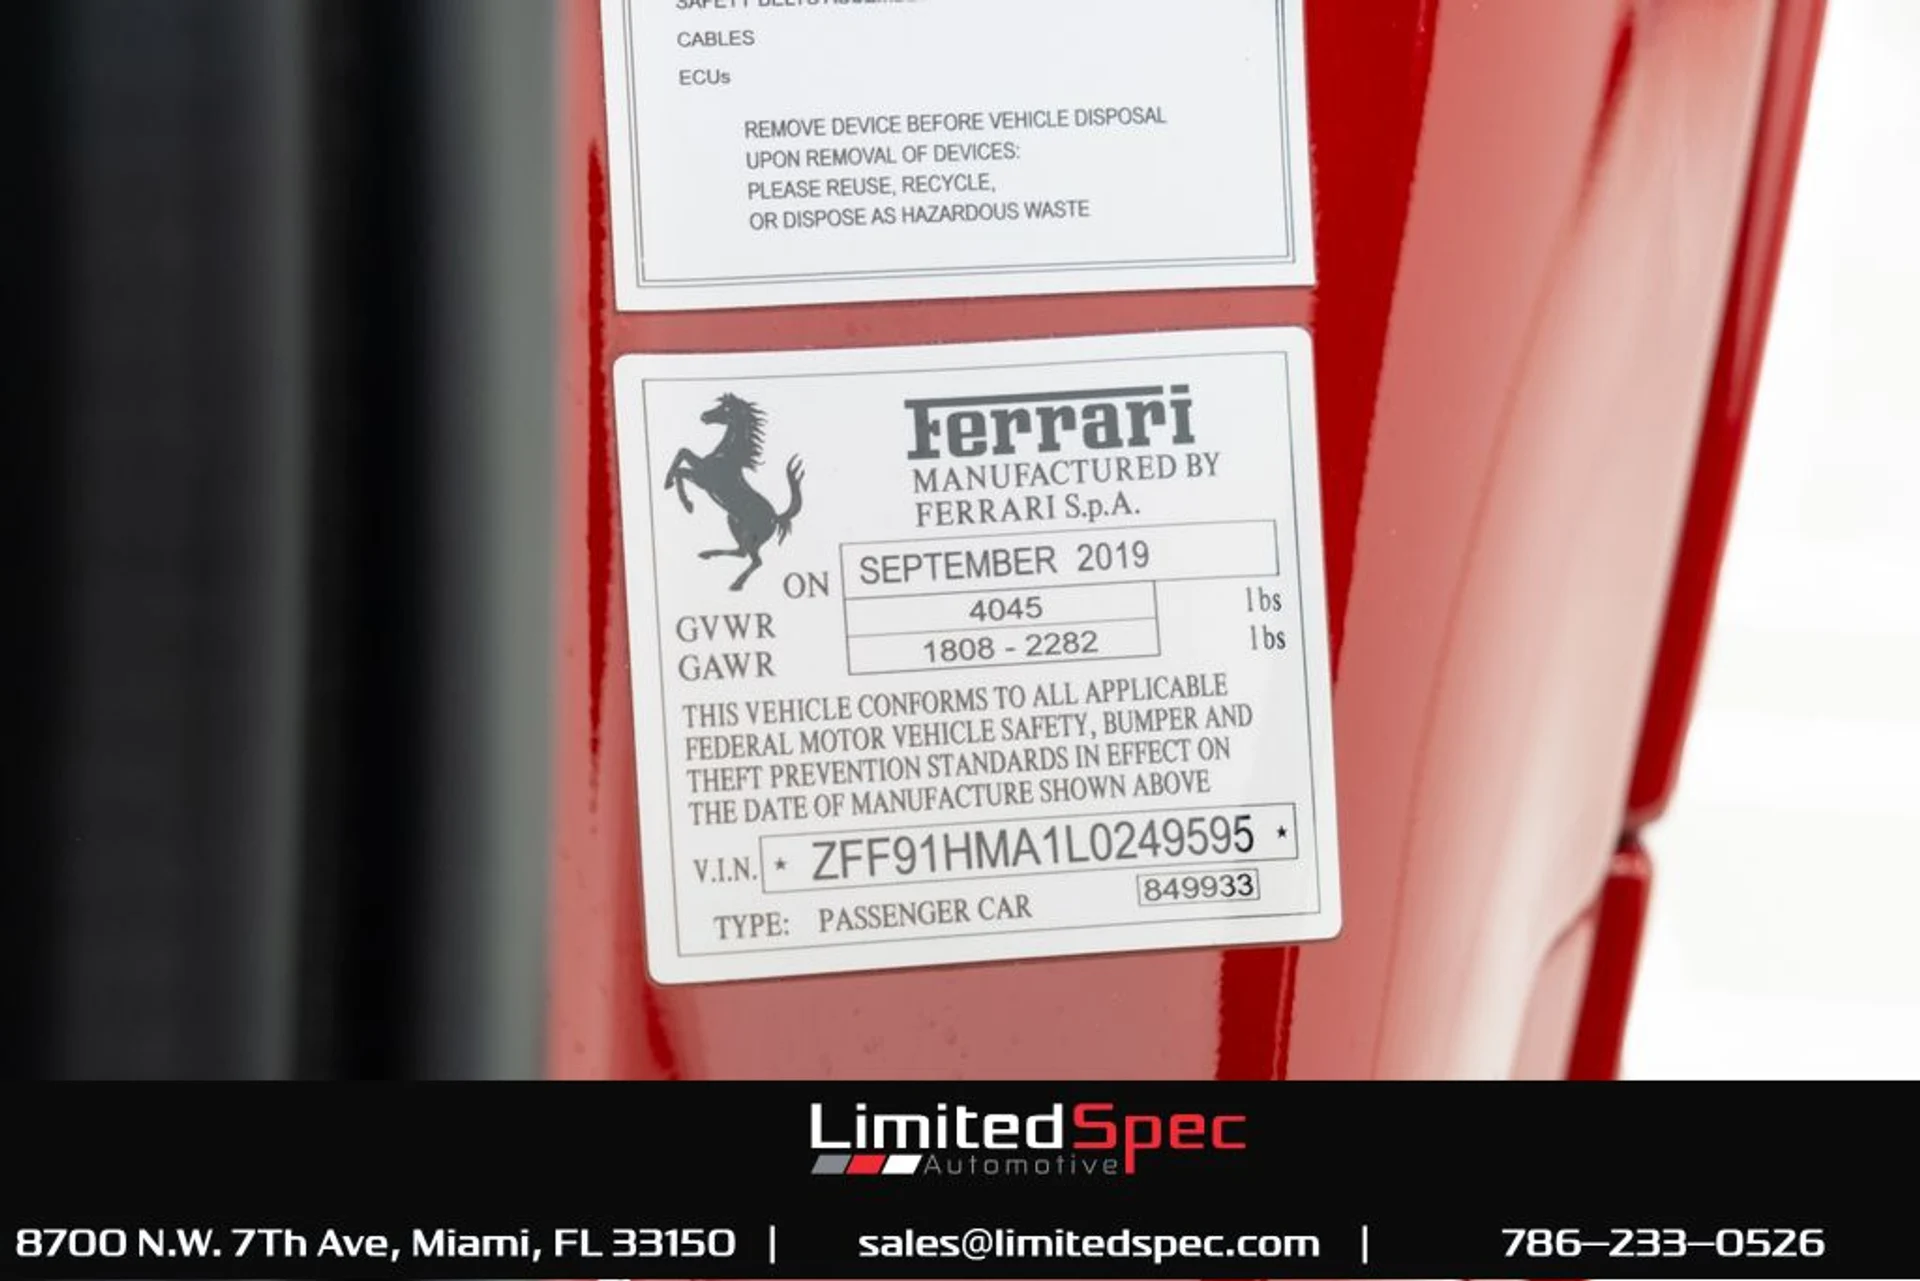 SAFETY BELTS
CABLES
ECUs
REMOVE DEVICE BEFORE VEHICLE DISPOSAL
UPON REMOVAL OF DEVICES:
PLEASE REUSE, RECYCLE,
OR DISPOSE AS HAZARDOUS WASTE
Ferrari
MANUFACTURED BY
FERRARI S.p.A.
ON SEPTEMBER 2019
GVWR 4045 lbs
GAWR 1808 - 2282 lbs
THIS VEHICLE CONFORMS TO ALL APPLICABLE
FEDERAL MOTOR VEHICLE SAFETY, BUMPER AND
THEFT PREVENTION STANDARDS IN EFFECT ON
THE DATE OF MANUFACTURE SHOWN ABOVE
V.I.N. * ZFF91HMA1L0249595 *
849933
TYPE: PASSENGER CAR
LimitedSpec
Automotive
8700 N.W. 7Th Ave, Miami, FL 33150 | sales@limitedspec.com | 786-233-0526